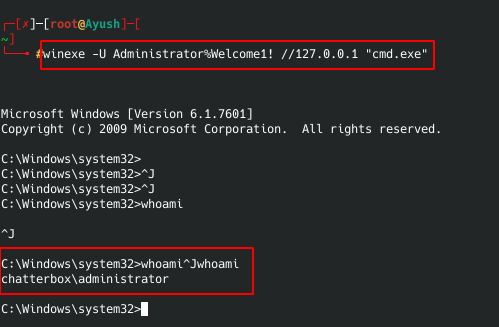 ┌─[✗]─[root@Ayush]─[
~]
└──• #winexe -U Administrator%Welcome1! //127.0.0.1 "cmd.exe"
Microsoft Windows [Version 6.1.7601]
Copyright (c) 2009 Microsoft Corporation.  All rights reserved.
C:\Windows\system32>
C:\Windows\system32>^J
C:\Windows\system32>^J
C:\Windows\system32>whoami
^J
C:\Windows\system32>whoami^Jwhoami
chatterbox\administrator
C:\Windows\system32>